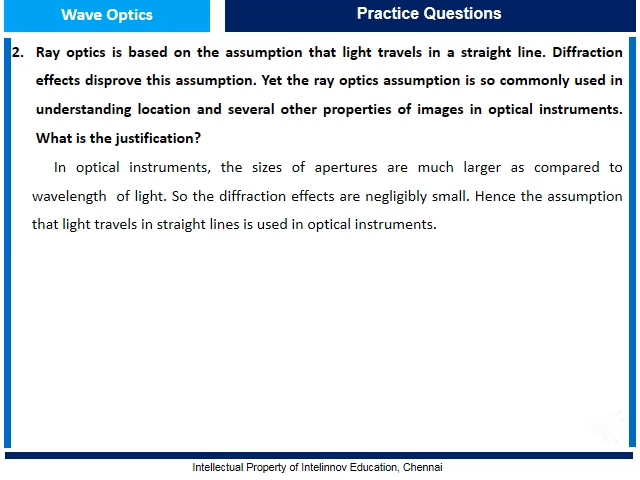 Wave Optics
Practice Questions
2. Ray optics is based on the assumption that light travels in a straight line. Diffraction
effects disprove this assumption. Yet the ray optics assumption is so commonly used in
understanding location and several other properties of images in optical instruments.
What is the justification?
In optical instruments, the sizes of apertures are much larger as compared to
wavelength of light. So the diffraction effects are negligibly small. Hence the assumption
that light travels in straight lines is used in optical instruments.
Intellectual Property of Intelinnov Education, Chennai